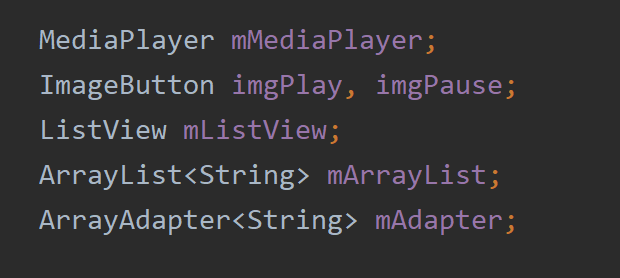 MediaPlayer mMediaPlayer;
ImageButton imgPlay, imgPause;
ListView mListView;
ArrayList<String> mArrayList;
ArrayAdapter<String> mAdapter;